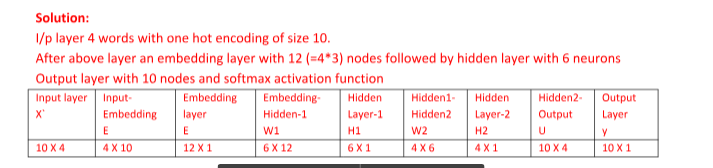 Solution:
I/p layer 4 words with one hot encoding of size 10.
After above layer an embedding layer with 12 (=4*3) nodes followed by hidden layer with 6 neurons
Output layer with 10 nodes and softmax activation function
Input layer X' | Input-Embedding E | Embedding layer E | Embedding-Hidden-1 W1 | Hidden Layer-1 H1 | Hidden1-Hidden2 W2 | Hidden Layer-2 H2 | Hidden2-Output U | Output Layer y
10 X 4 | 4 X 10 | 12 X 1 | 6 X 12 | 6 X 1 | 4 X 6 | 4 X 1 | 10 X 4 | 10 X 1